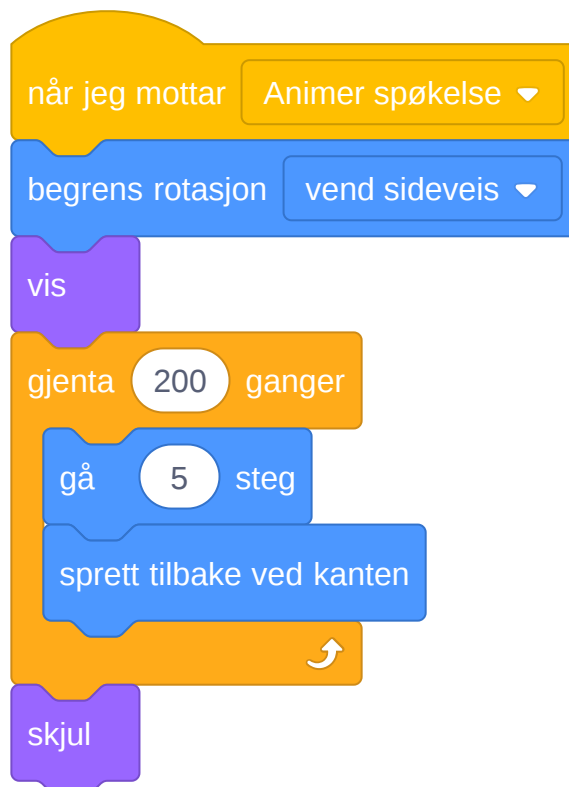 når jeg mottar Animer spøkelse
begrens rotasjon vend sideveis
vis
gjenta 200 ganger
gå 5 steg
sprett tilbake ved kanten
skjul